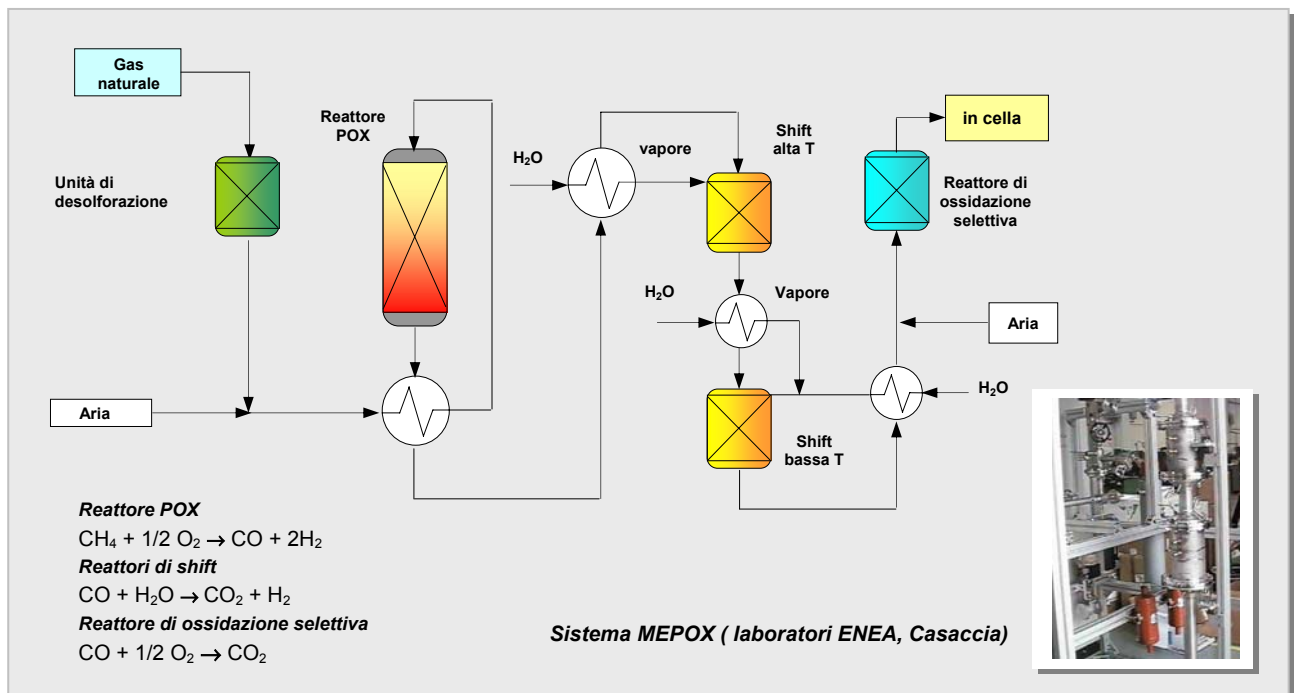 Gas
naturale
Reattore
POX
Unità di
desolforazione
Aria
H₂O
vapore
Shift
alta T
in cella
Reattore di
ossidazione
selettiva
H₂O
Vapore
Aria
H₂O
Shift
bassa T
Reattore POX
CH₄ + 1/2 O₂ → CO + 2H₂
Reattori di shift
CO + H₂O → CO₂ + H₂
Reattore di ossidazione selettiva
CO + 1/2 O₂ → CO₂
Sistema MEPOX ( laboratori ENEA, Casaccia)